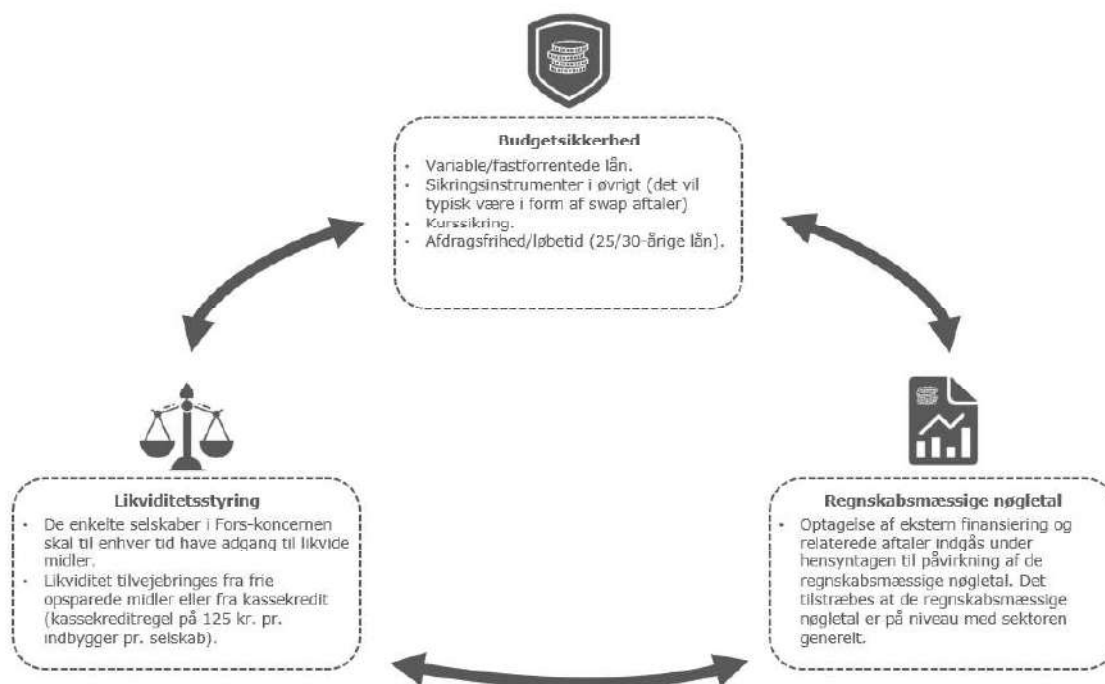 Budgetsikkerhed
• Variable/fastforrentede lån.
• Sikringsinstrumenter i øvrigt (det vil
typisk være i form af swap aftaler)
• Kurssikring.
• Afdragsfrihed/løbetid (25/30-årige lån).
Likviditetsstyring
• De enkelte selskaber i Fors-koncernen
skal til enhver tid have adgang til likvide
midler.
• Likviditet tilvejebringes fra frie
opsparede midler eller fra kassekredit
(kassekreditregel på 125 kr. pr.
indbygger pr. selskab).
Regnskabsmæssige nøgletal
• Optagelse af ekstern finansiering og
relaterede aftaler indgås under
hensyntagen til påvirkning af de
regnskabsmæssige nøgletal. Det
tilstræbes at de regnskabsmæssige
nøgletal er på niveau med sektoren
generelt.